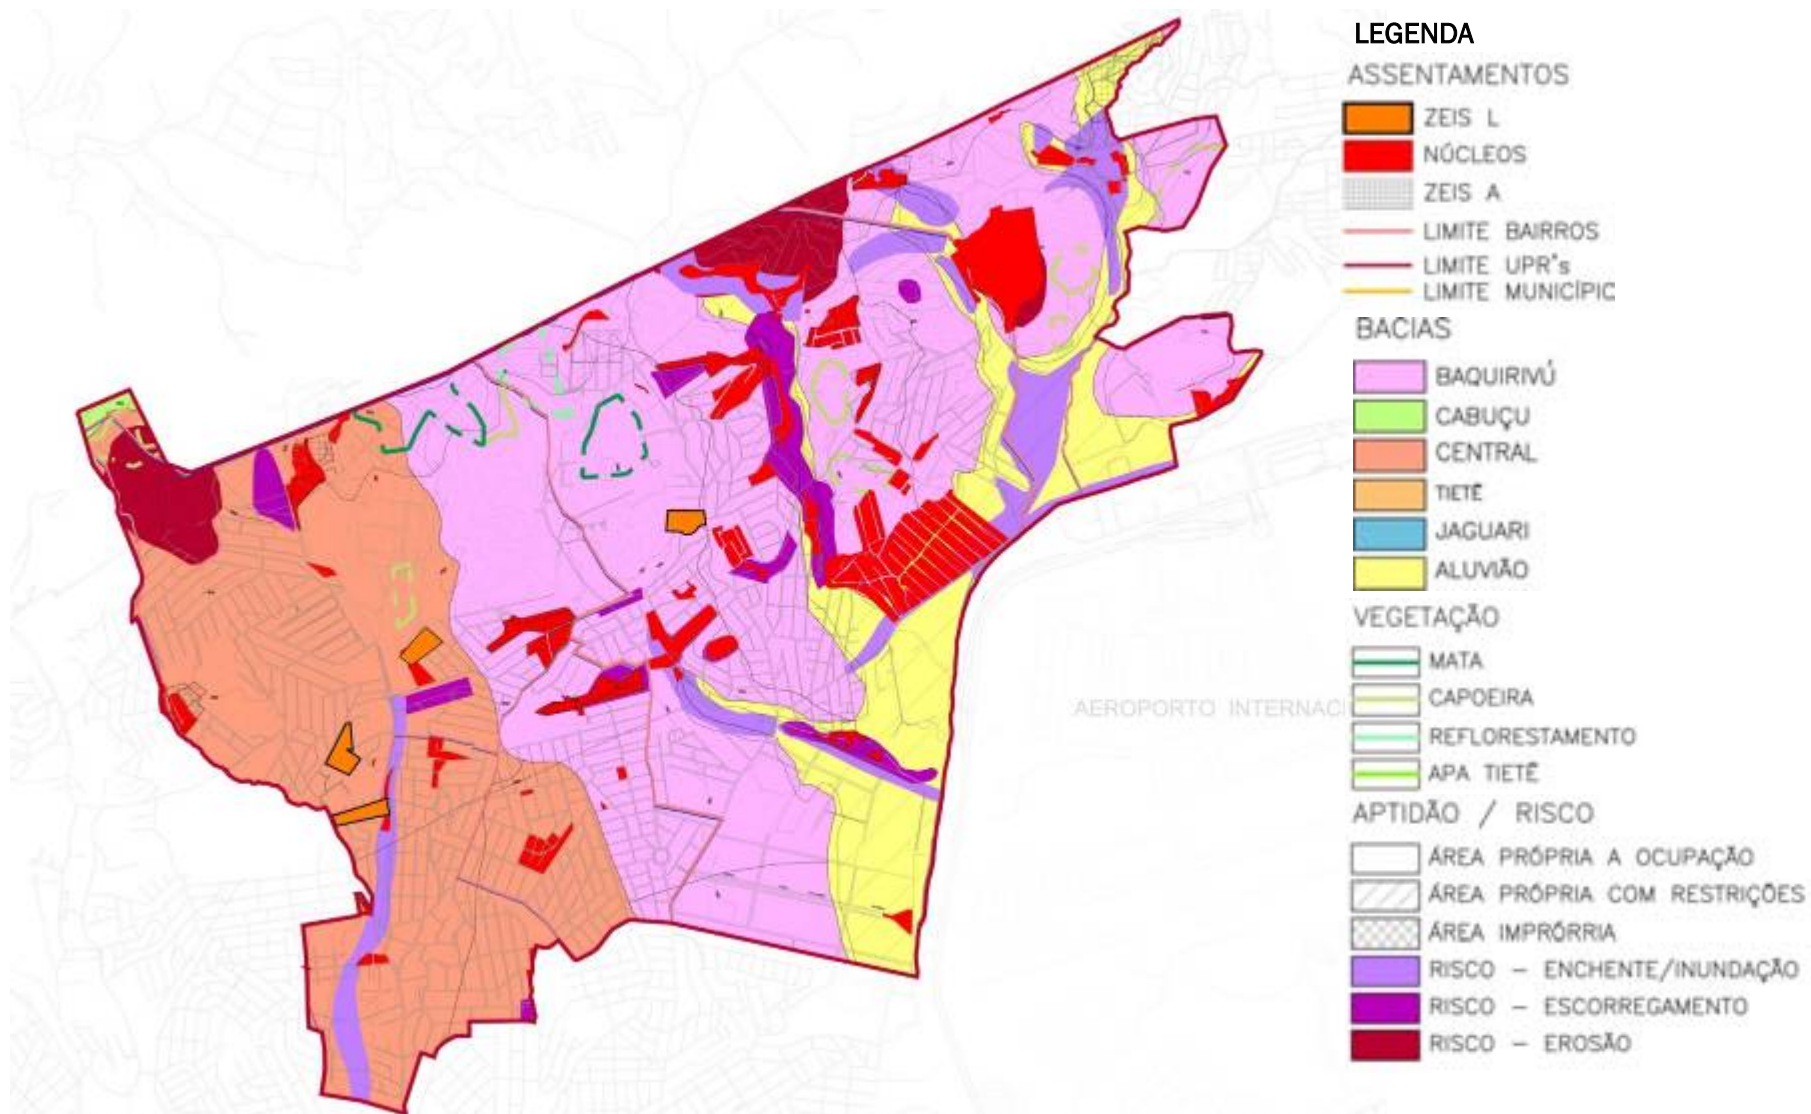 LEGENDA
ASSENTAMENTOS
ZEIS L
NÚCLEOS
ZEIS A
LIMITE BAIRROS
LIMITE UPR's
LIMITE MUNICÍPIO
BACIAS
BAQUIRIVÚ
CABUÇU
CENTRAL
TIETÊ
JAGUARI
ALUVIÃO
VEGETAÇÃO
MATA
CAPOEIRA
REFLORESTAMENTO
APA TIETÊ
APTIDÃO / RISCO
ÁREA PRÓPRIA A OCUPAÇÃO
ÁREA PRÓPRIA COM RESTRIÇÕES
ÁREA IMPRÓRRIA
RISCO – ENCHENTE/INUNDAÇÃO
RISCO – ESCORREGAMENTO
RISCO – EROSÃO
AEROPORTO INTERNACI